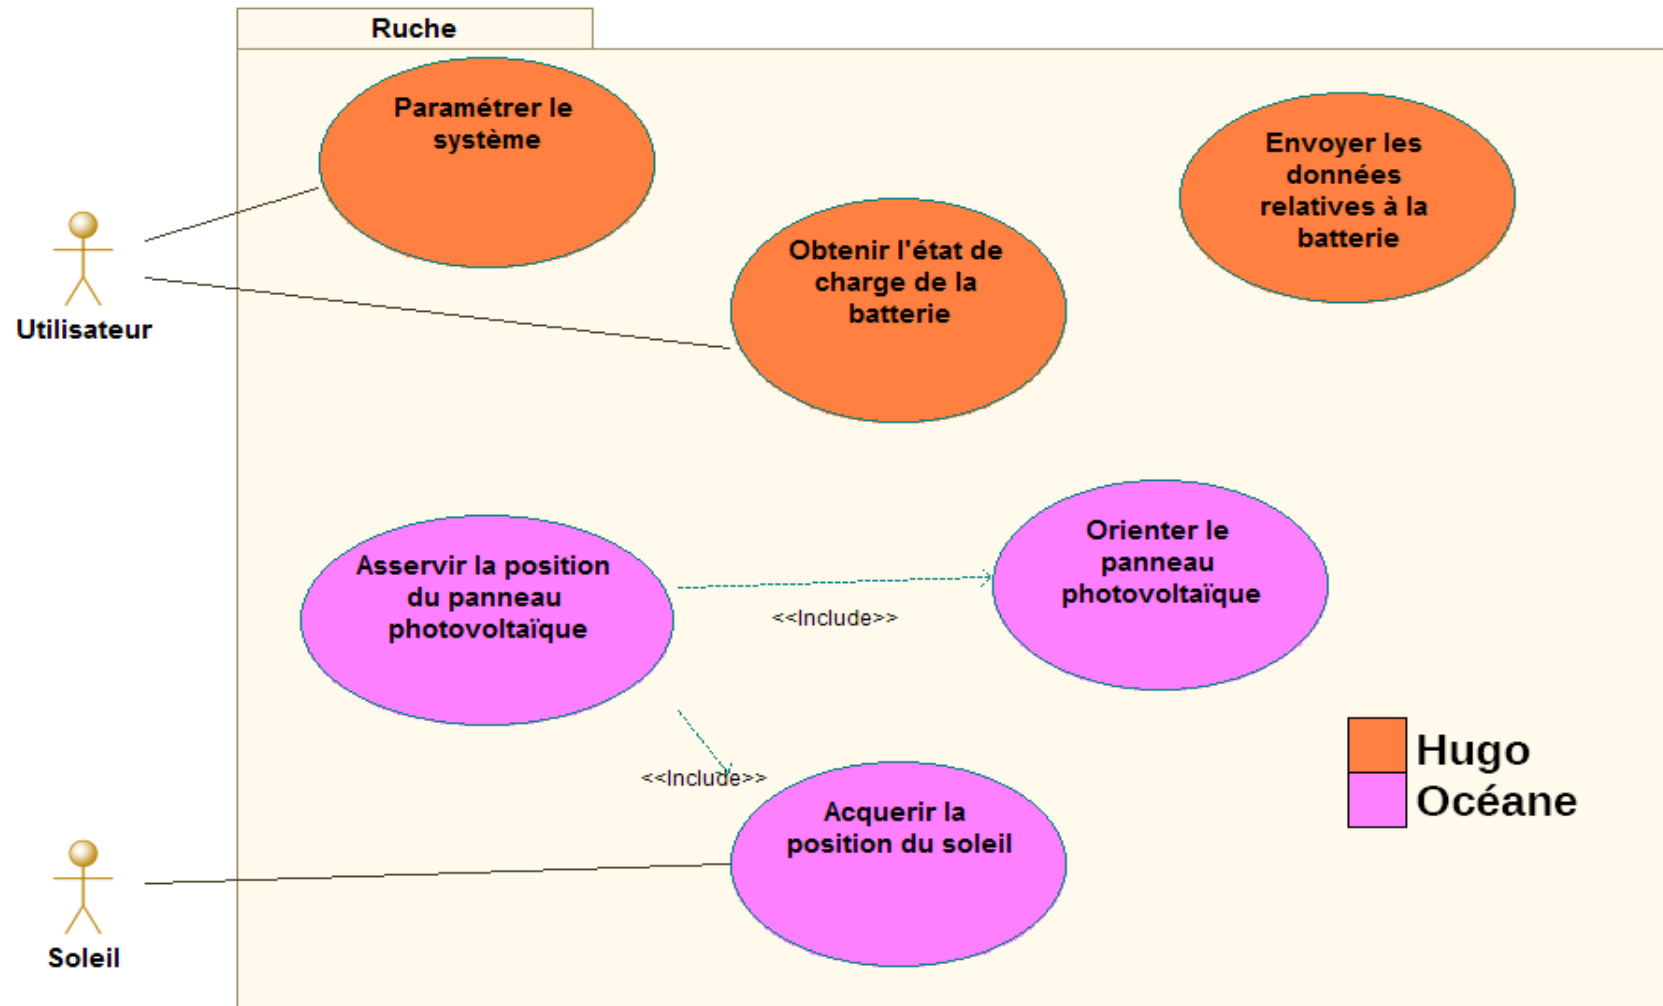 Ruche
Paramétrer le
système
Envoyer les
données
relatives à la
batterie
Obtenir l'état de
charge de la
batterie
Utilisateur
Orienter le
panneau
photovoltaïque
Asservir la position
du panneau
photovoltaïque
<<Include>>
<<Include>>
Hugo
Océane
Acquerir la
position du soleil
Soleil